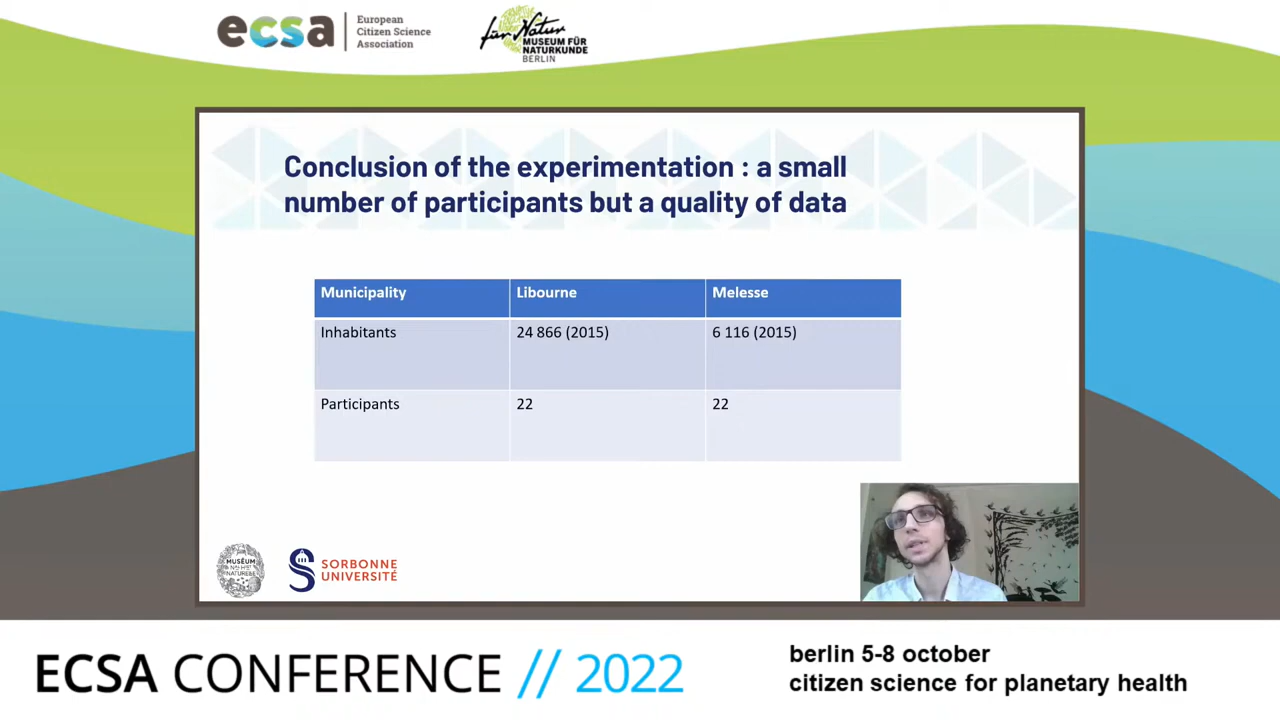 ecsa
European
Citizen Science
Association
für Natur
MUSEUM FÜR
NATURKUNDE
BERLIN
Conclusion of the experimentation : a small
number of participants but a quality of data
Municipality Libourne Melesse
Inhabitants 24 866 (2015) 6 116 (2015)
Participants 22 22
MUSÉUM
SORBONNE
UNIVERSITÉ
ECSA CONFERENCE // 2022
berlin 5-8 october
citizen science for planetary health